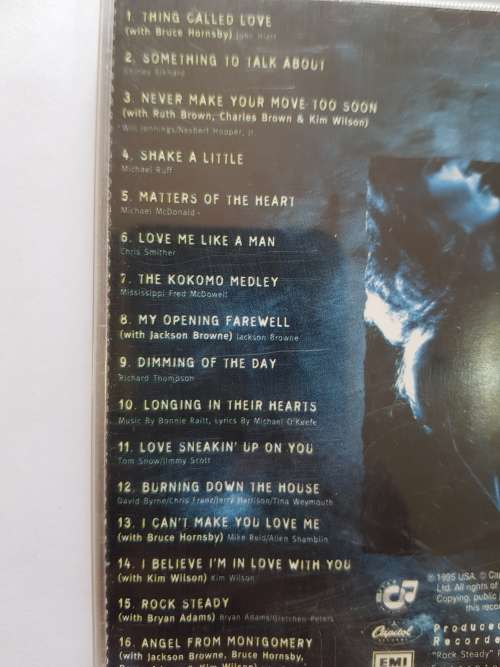 1. THING CALLED LOVE
(with Bruce Hornsby) John Hiatt
2. SOMETHING TO TALK ABOUT
Shirley Eikhard
3. NEVER MAKE YOUR MOVE TOO SOON
(with Ruth Brown, Charles Brown & Kim Wilson)
Will Jennings/Nesbert Hooper, Jr.
4. SHAKE A LITTLE
Michael Ruff
5. MATTERS OF THE HEART
Michael McDonald
6. LOVE ME LIKE A MAN
Chris Smither
7. THE KOKOMO MEDLEY
Mississippi Fred McDowell
8. MY OPENING FAREWELL
(with Jackson Browne) Jackson Browne
9. DIMMING OF THE DAY
Richard Thompson
10. LONGING IN THEIR HEARTS
Music By Bonnie Raitt, Lyrics By Michael O'Keefe
11. LOVE SNEAKIN' UP ON YOU
Tom Snow/Jimmy Scott
12. BURNING DOWN THE HOUSE
David Byrne/Chris Franz/Jerry Harrison/Tina Weymouth
13. I CAN'T MAKE YOU LOVE ME
(with Bruce Hornsby) Mike Reid/Allen Shamblin
14. I BELIEVE I'M IN LOVE WITH YOU
(with Kim Wilson) Kim Wilson
15. ROCK STEADY
(with Bryan Adams) Bryan Adams/Gretchen Peters
16. ANGEL FROM MONTGOMERY
(with Jackson Browne, Bruce Hornsby,
& Kim Wilson)
℗ 1995 USA. © Ca
Ltd. All rights of
Copying, public
this reco
Capitol
EMI
Produced
Recorde
"Rock Steady"